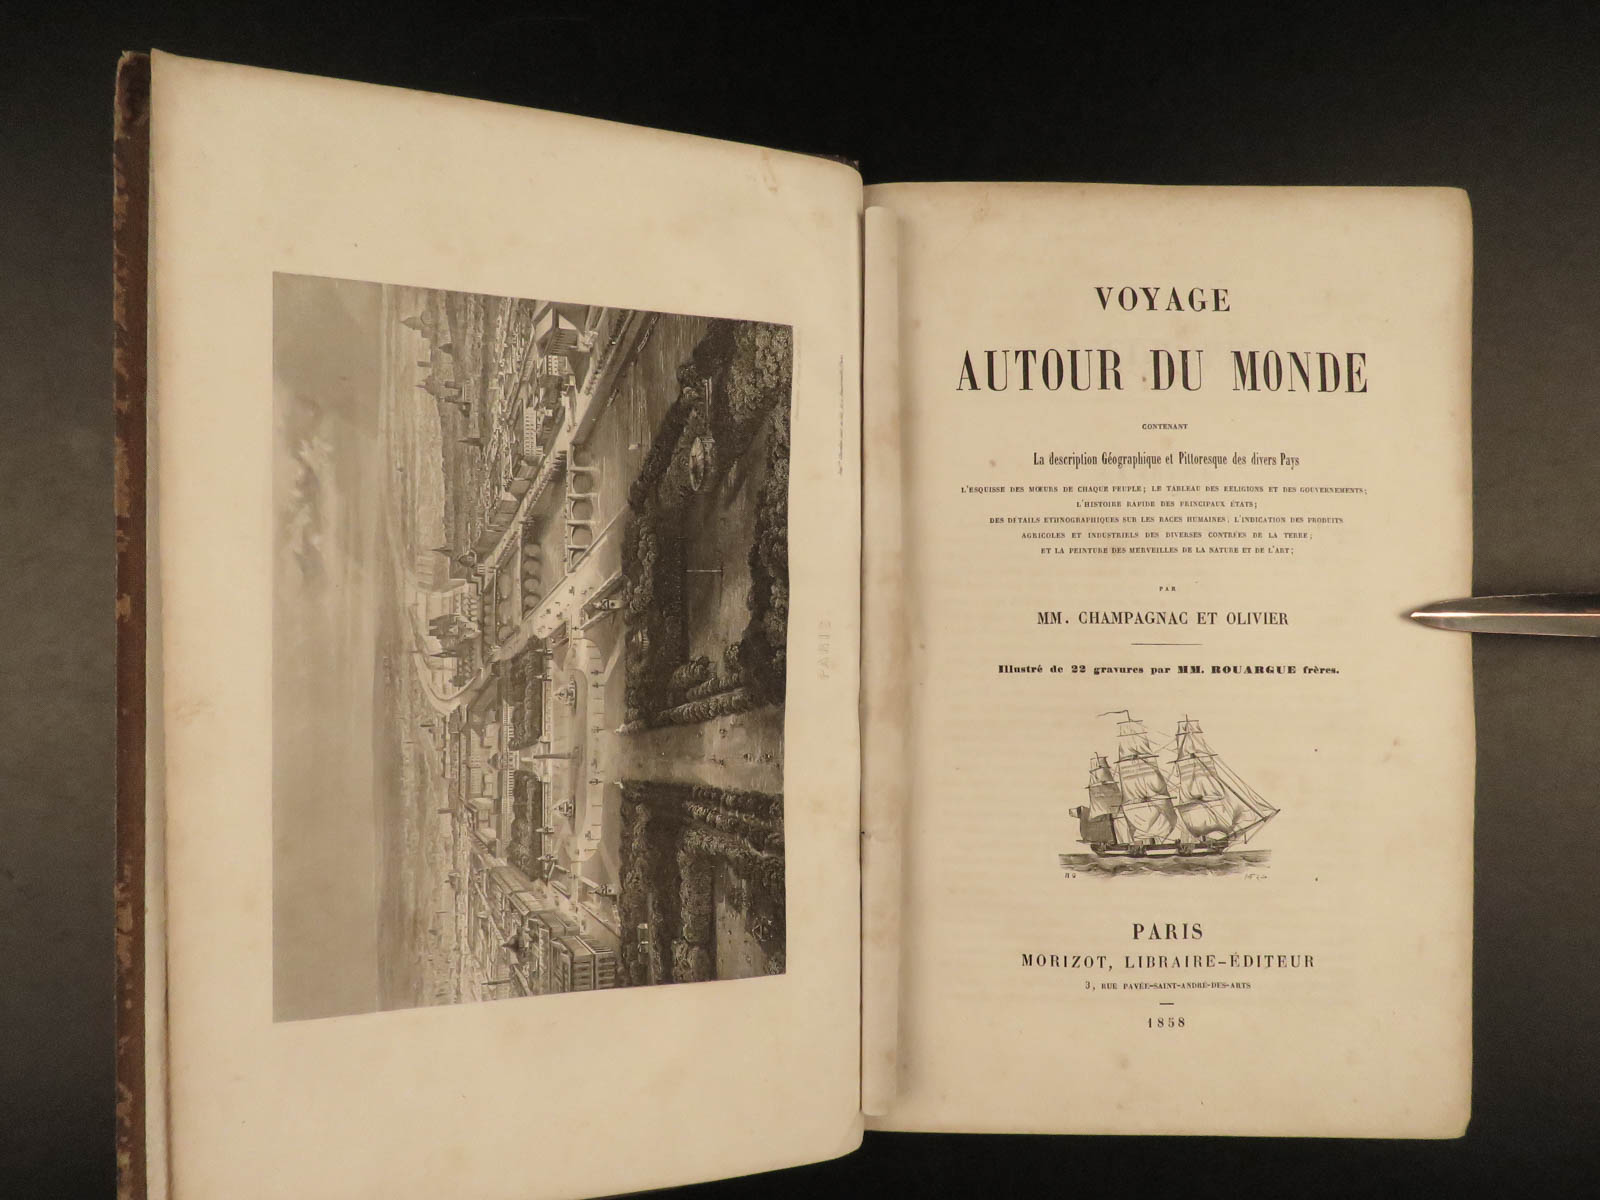 PARIS
VOYAGE
AUTOUR DU MONDE
CONTENANT
La description Géographique et Pittoresque des divers Pays
L'ESQUISSE DES MŒURS DE CHAQUE PEUPLE; LE TABLEAU DES RELIGIONS ET DES GOUVERNEMENTS;
L'HISTOIRE RAPIDE DES PRINCIPAUX ÉTATS;
DES DÉTAILS ETHNOGRAPHIQUES SUR LES RACES HUMAINES; L'INDICATION DES PRODUITS
AGRICOLES ET INDUSTRIELS DES DIVERSES CONTRÉES DE LA TERRE;
ET LA PEINTURE DES MERVEILLES DE LA NATURE ET DE L'ART;
PAR
MM. CHAMPAGNAC ET OLIVIER
Illustré de 22 gravures par MM. ROUARGUE frères.
PARIS
MORIZOT, LIBRAIRE-ÉDITEUR
3, RUE PAVÉE-SAINT-ANDRÉ-DES-ARTS
1858